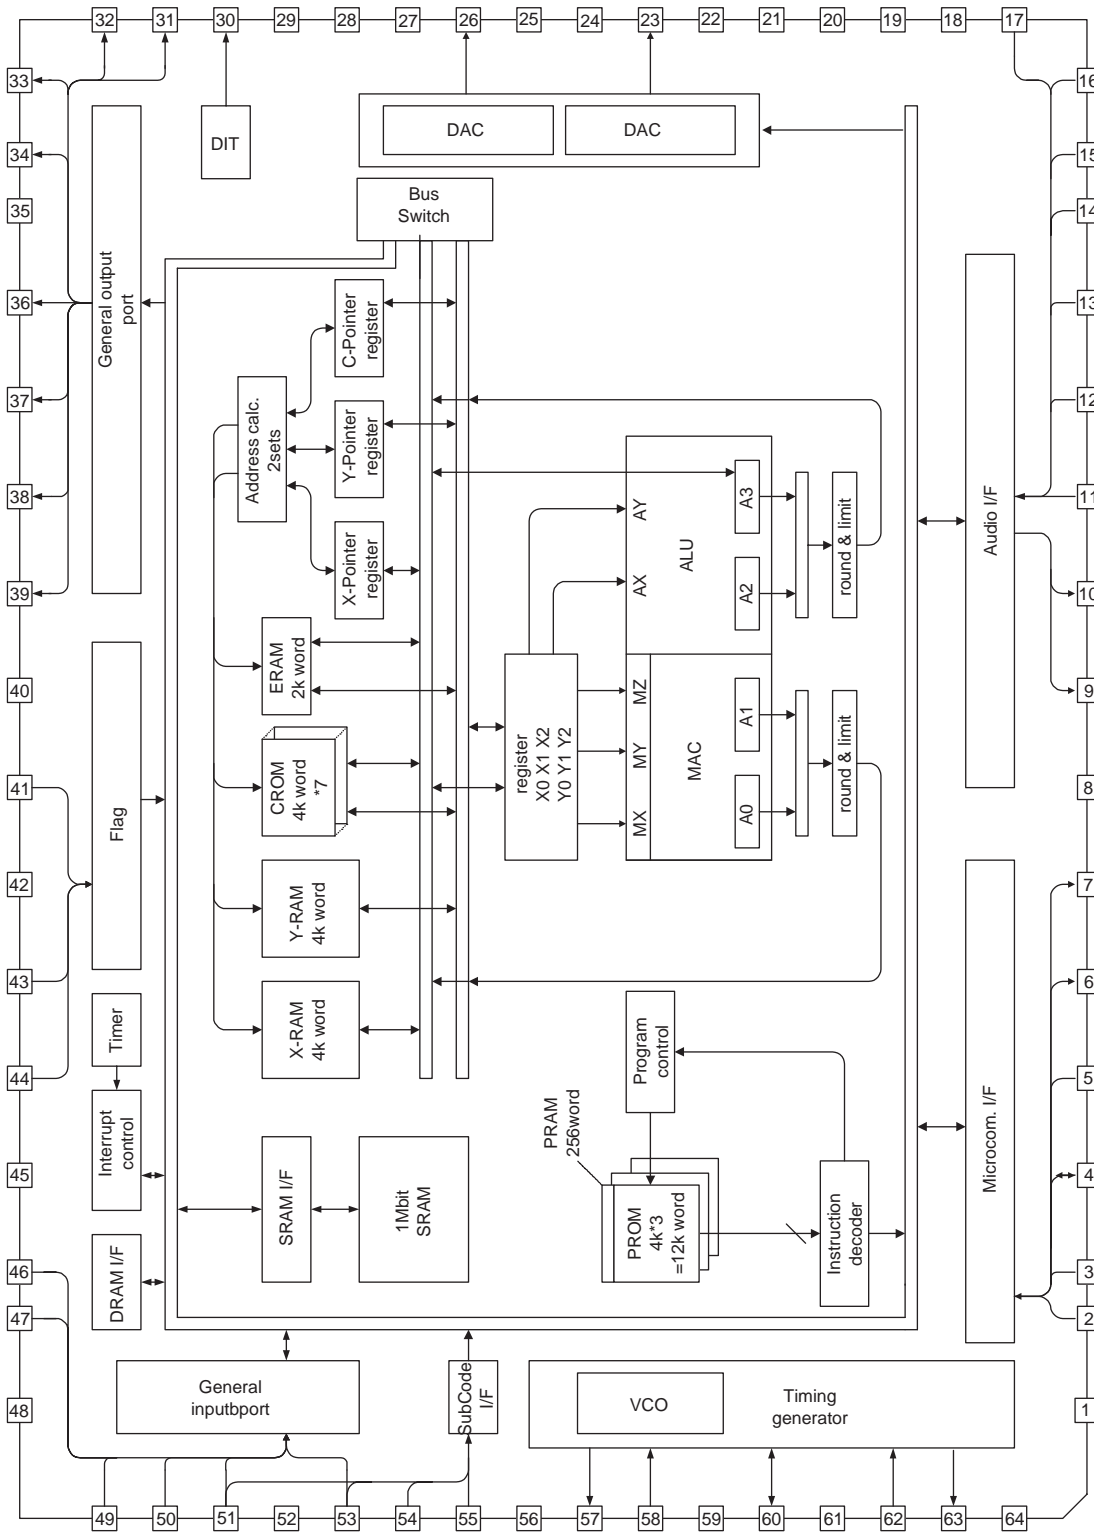 32
31
30
29
28
27
26
25
24
23
22
21
20
19
18
17
33
34
35
36
37
38
39
40
41
42
43
44
45
46
47
48
16
15
14
13
12
11
10
9
8
7
6
5
4
3
2
1
49
50
51
52
53
54
55
56
57
58
59
60
61
62
63
64
DIT
DAC
DAC
Bus
Switch
General output
port
C-Pointer
register
Address calc.
2sets
Y-Pointer
register
X-Pointer
register
ERAM
2k word
CROM
4k word
*7
Y-RAM
4k word
X-RAM
4k word
register
X0 X1 X2
Y0 Y1 Y2
AY
AX
ALU
A3
A2
round & limit
MZ
MY
MX
MAC
A1
A0
round & limit
Audio I/F
Flag
Timer
Interrupt
control
DRAM I/F
SRAM I/F
1Mbit
SRAM
Program
control
PRAM
256word
PROM
4k*3
=12k word
Instruction
decoder
Microcom. I/F
General
inputbport
SubCode
I/F
VCO
Timing
generator